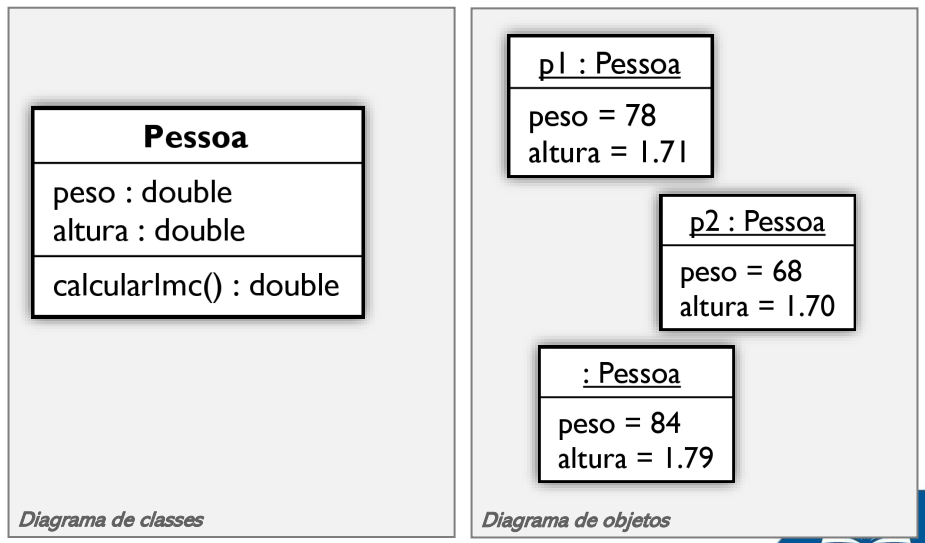 Pessoa
peso : double
altura : double
calcularImc() : double
Diagrama de classes
p1 : Pessoa
peso = 78
altura = 1.71
p2 : Pessoa
peso = 68
altura = 1.70
: Pessoa
peso = 84
altura = 1.79
Diagrama de objetos